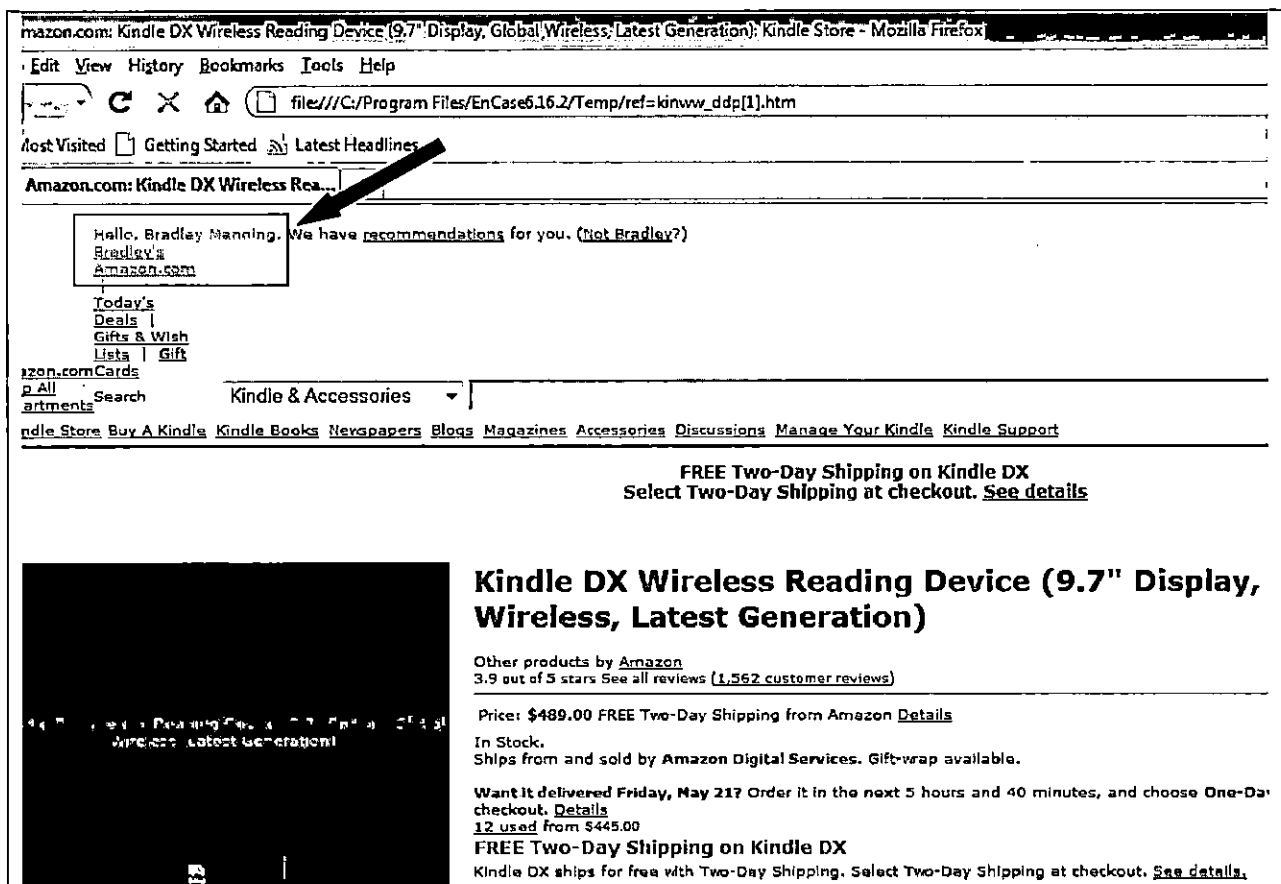 mazon.com: Kindle DX Wireless Reading Device (9.7" Display, Global Wireless, Latest Generation): Kindle Store - Mozilla Firefox
Edit View History Bookmarks Tools Help
file:///C:/Program Files/EnCase6.16.2/Temp/ref=kinww_ddp[1].htm
Most Visited Getting Started Latest Headlines
Amazon.com: Kindle DX Wireless Rea...
Hello, Bradley Manning. We have recommendations for you. (Not Bradley?)
Bradley's
Amazon.com
|
Today's
Deals |
Gifts & Wish
Lists | Gift
azon.comCards
p All
artments Search Kindle & Accessories
ndle Store Buy A Kindle Kindle Books Newspapers Blogs Magazines Accessories Discussions Manage Your Kindle Kindle Support
FREE Two-Day Shipping on Kindle DX
Select Two-Day Shipping at checkout. See details
Kindle DX Wireless Reading Device (9.7" Display,
Wireless, Latest Generation)
Other products by Amazon
3.9 out of 5 stars See all reviews (1,562 customer reviews)
Price: $489.00 FREE Two-Day Shipping from Amazon Details
In Stock.
Ships from and sold by Amazon Digital Services. Gift-wrap available.
Want it delivered Friday, May 21? Order it in the next 5 hours and 40 minutes, and choose One-Da
checkout. Details
12 used from $445.00
FREE Two-Day Shipping on Kindle DX
Kindle DX ships for free with Two-Day Shipping. Select Two-Day Shipping at checkout. See details.
Reading
Wireless, Latest Generation)